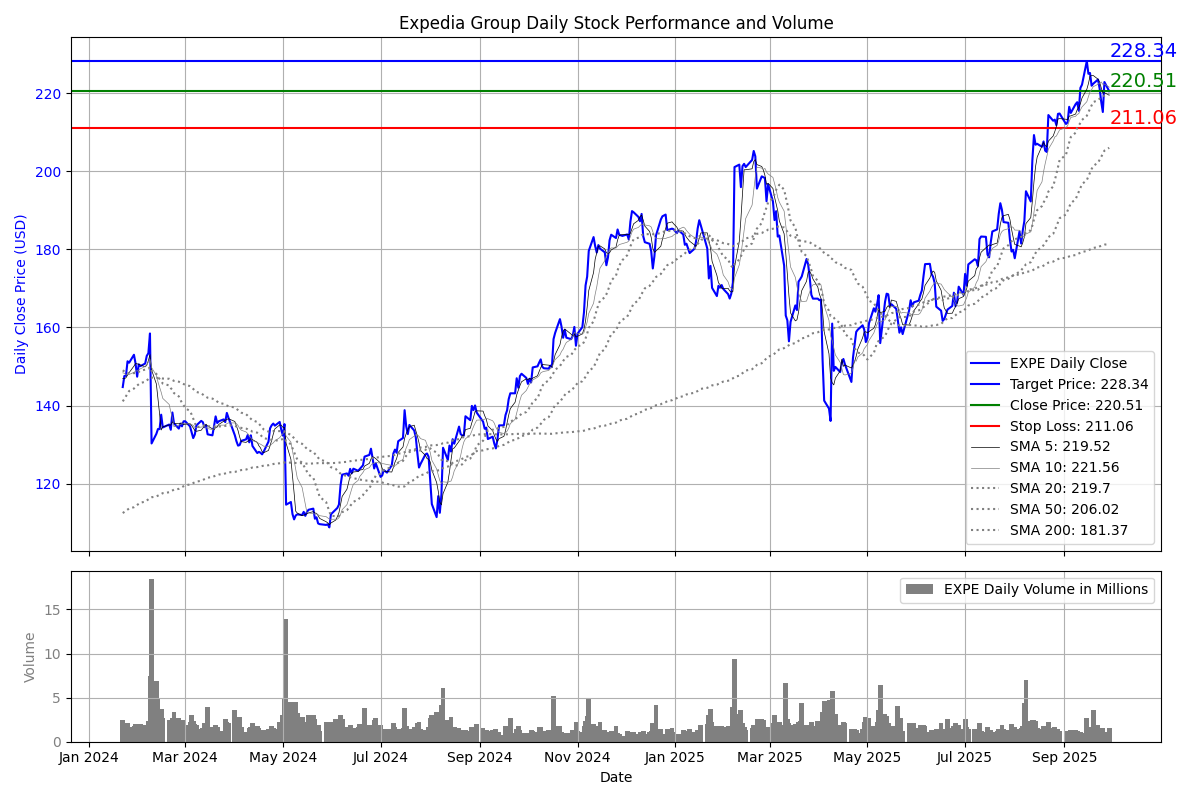 Expedia Group Daily Stock Performance and Volume
228.34
220.51
211.06
Daily Close Price (USD)
220
200
180
160
140
120
EXPE Daily Close
Target Price: 228.34
Close Price: 220.51
Stop Loss: 211.06
SMA 5: 219.52
SMA 10: 221.56
SMA 20: 219.7
SMA 50: 206.02
SMA 200: 181.37
EXPE Daily Volume in Millions
Volume
15
10
5
0
Jan 2024 Mar 2024 May 2024 Jul 2024 Sep 2024 Nov 2024 Jan 2025 Mar 2025 May 2025 Jul 2025 Sep 2025
Date